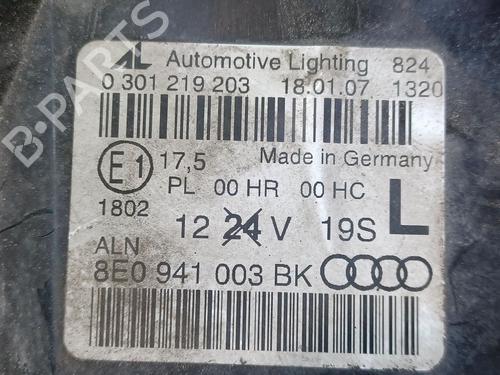 AL Automotive Lighting 824
0 301 219 203 18.01.07 1320
E1 17,5 Made in Germany
PL 00 HR 00 HC L
1802 12 24 V 19S
ALN
8E0 941 003 BK
B-PARTS